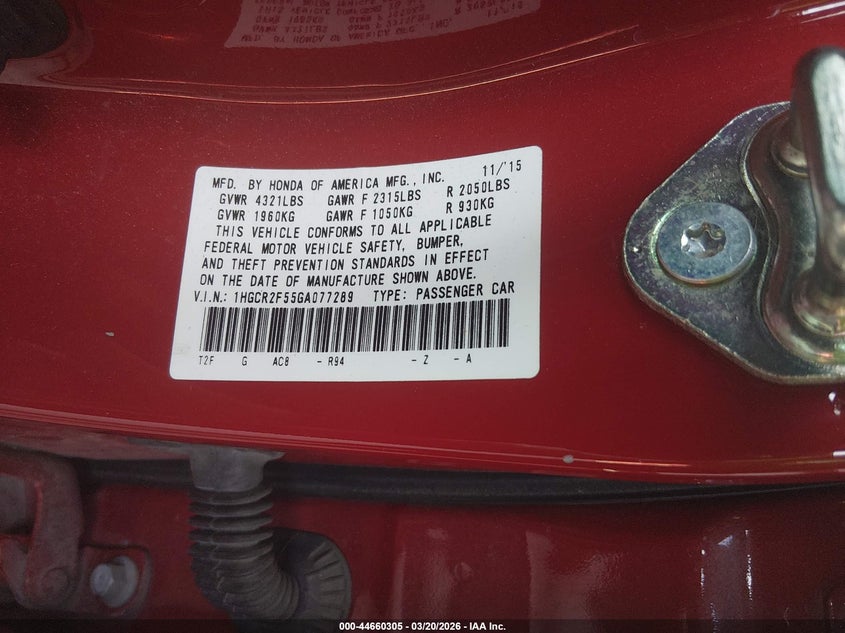 MFD. BY HONDA OF AMERICA MFG., INC. 11/'15
GVWR 4321LBS GAWR F 2315LBS R 2050LBS
GVWR 1960KG GAWR F 1050KG R 930KG
THIS VEHICLE CONFORMS TO ALL APPLICABLE
FEDERAL MOTOR VEHICLE SAFETY, BUMPER,
AND THEFT PREVENTION STANDARDS IN EFFECT
ON THE DATE OF MANUFACTURE SHOWN ABOVE.
V.I.N.: 1HGCR2F55GA077289 TYPE: PASSENGER CAR
T2F G AC8 - R94 - Z - A
000-44660305 - 03/20/2026 - IAA Inc.